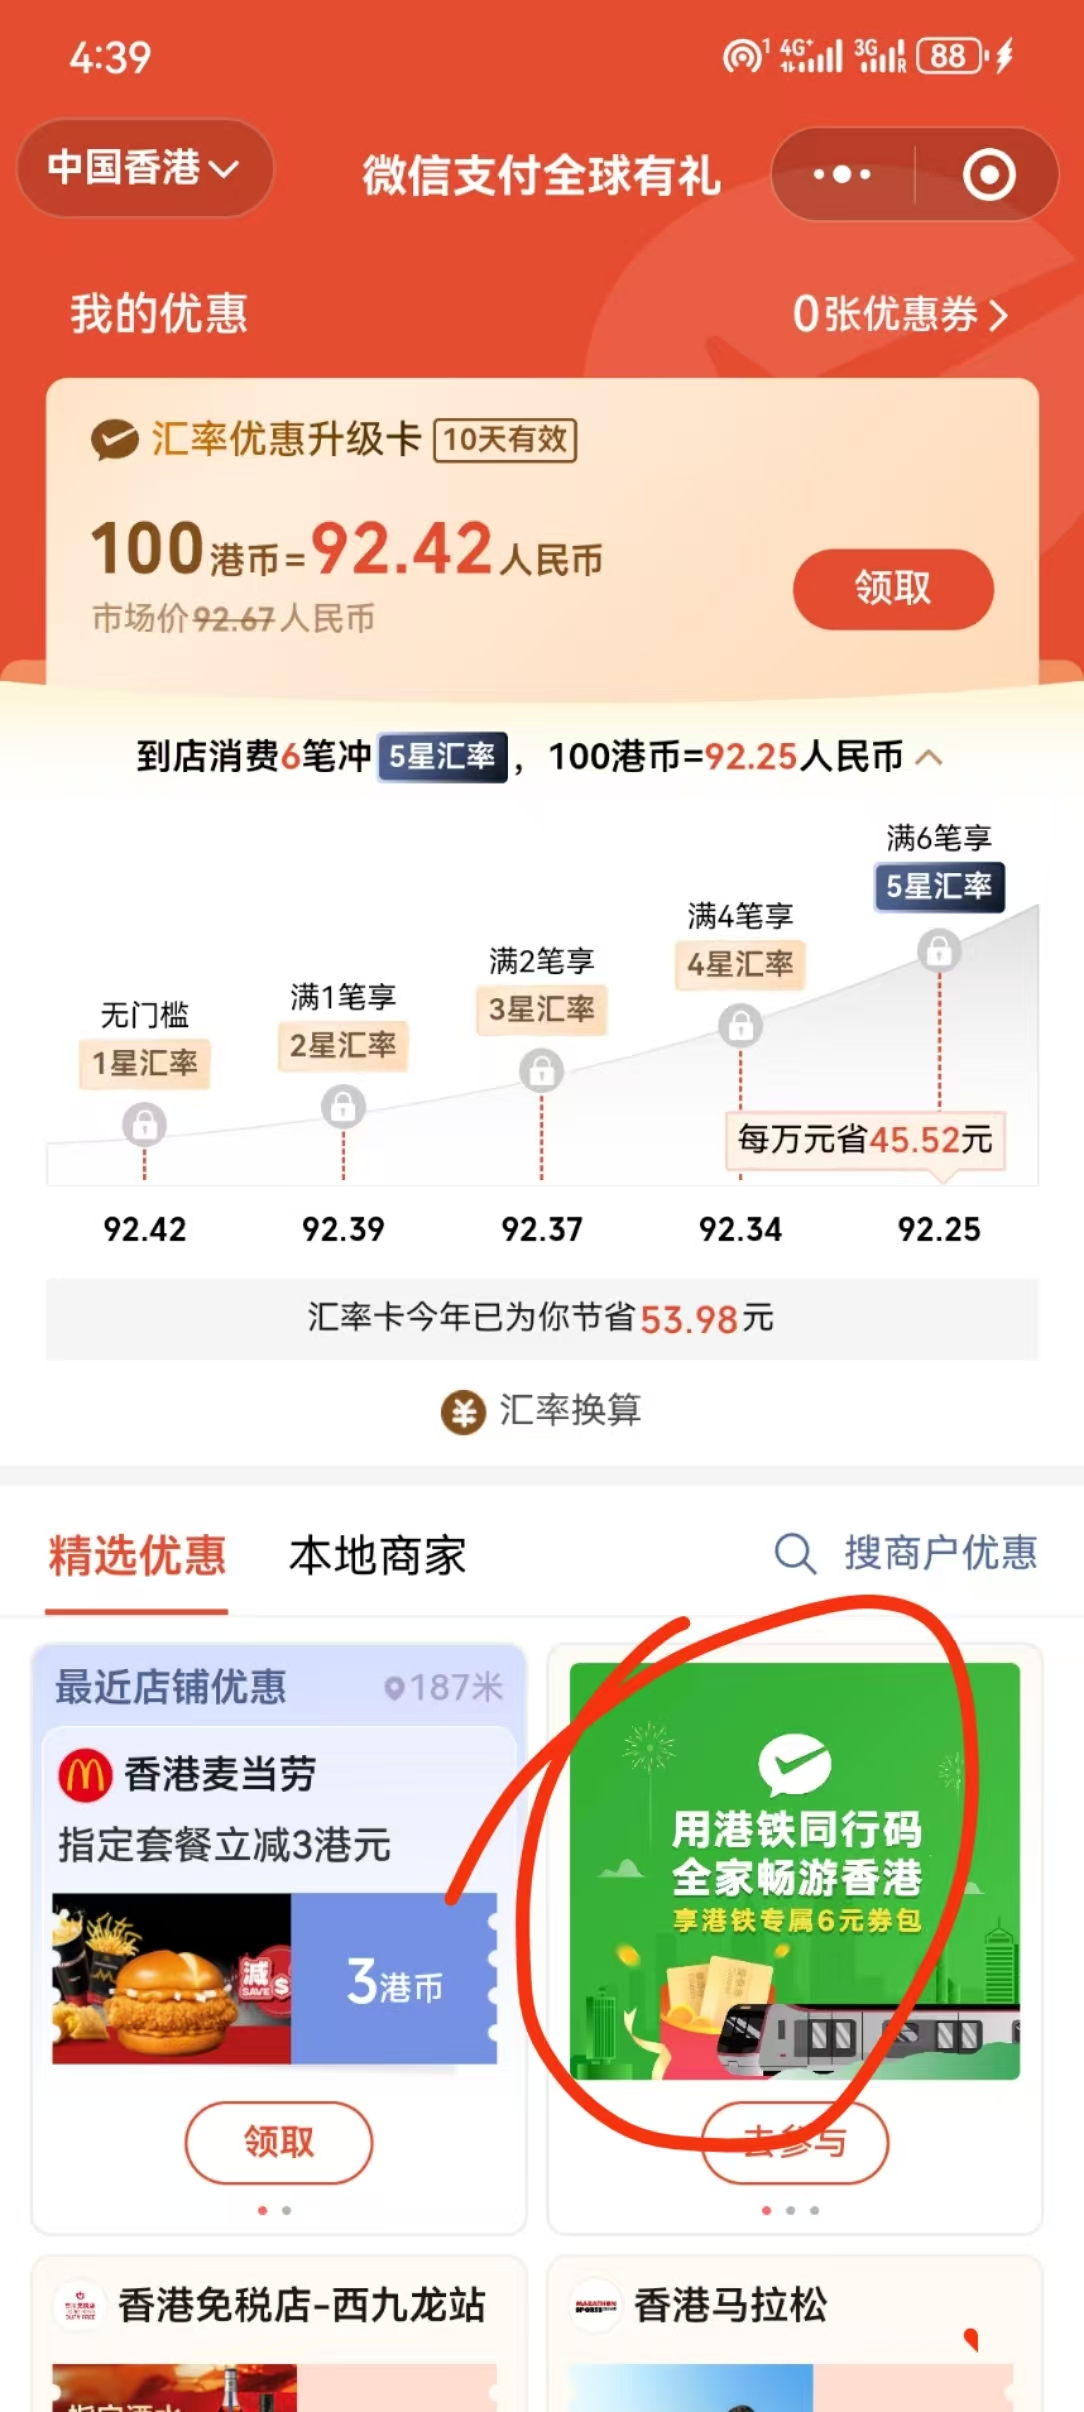 4:39
1 4G+ 3G R 88
中国香港
微信支付全球有礼
我的优惠
0张优惠券
汇率优惠升级卡 10天有效
100港币=92.42人民币
市场价92.67人民币
领取
到店消费6笔冲5星汇率，100港币=92.25人民币
满6笔享
5星汇率
满4笔享
4星汇率
满2笔享
3星汇率
满1笔享
2星汇率
无门槛
1星汇率
每万元省45.52元
92.42 92.39 92.37 92.34 92.25
汇率卡今年已为你节省53.98元
汇率换算
精选优惠 本地商家 搜商户优惠
最近店铺优惠 187米
香港麦当劳
指定套餐立减3港元
減$
SAVE
3港币
领取
用港铁同行码
全家畅游香港
享港铁专属6元券包
去参与
香港免税店-西九龙站
MARATHON
SPORTS
香港马拉松